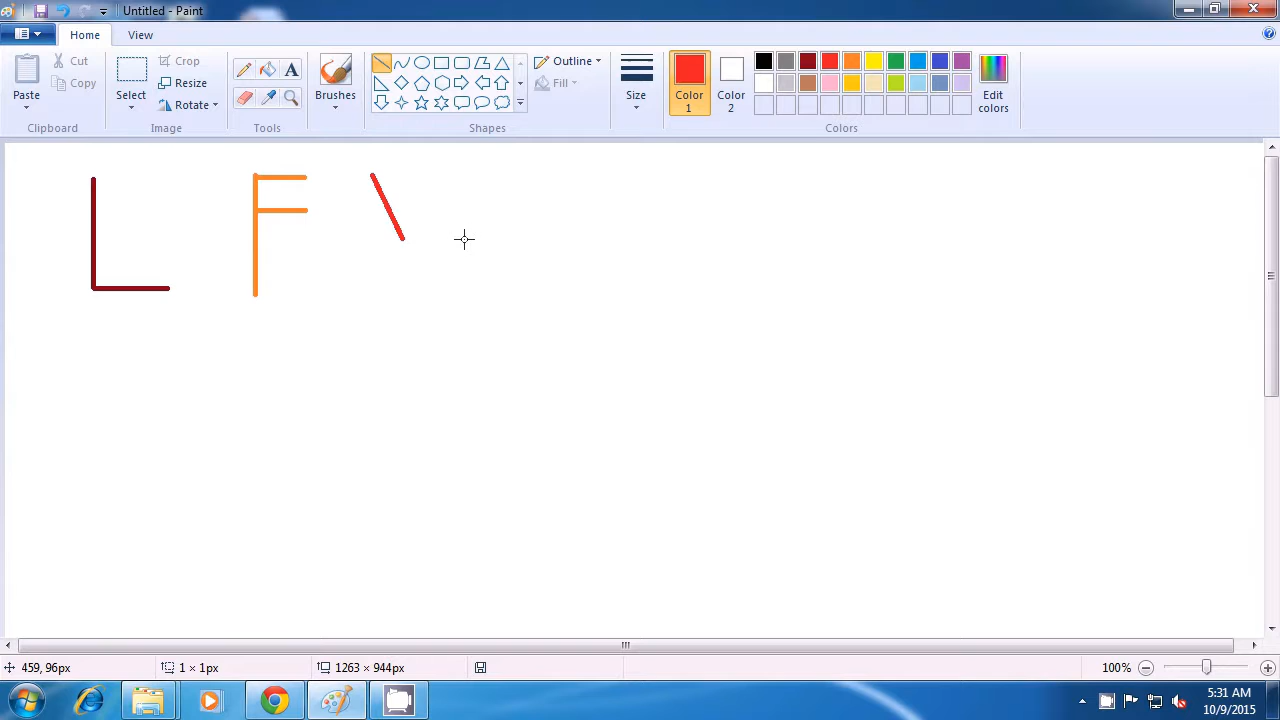 Untitled - Paint
Home View
Paste Cut Copy Select Crop Resize Rotate A Brushes Outline Fill Size Color 1 Color 2 Edit colors
Clipboard Image Tools Shapes Colors
L F \
459, 96px 1 × 1px 1263 × 944px 100%
5:31 AM
10/9/2015